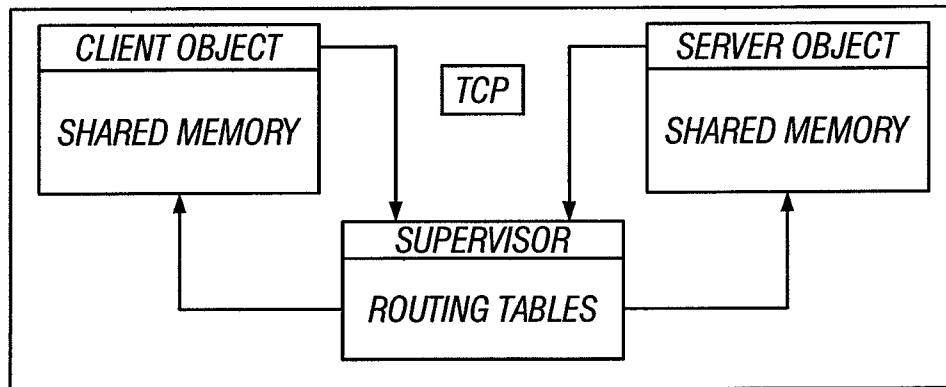 CLIENT OBJECT
SHARED MEMORY
TCP
SERVER OBJECT
SHARED MEMORY
SUPERVISOR
ROUTING TABLES